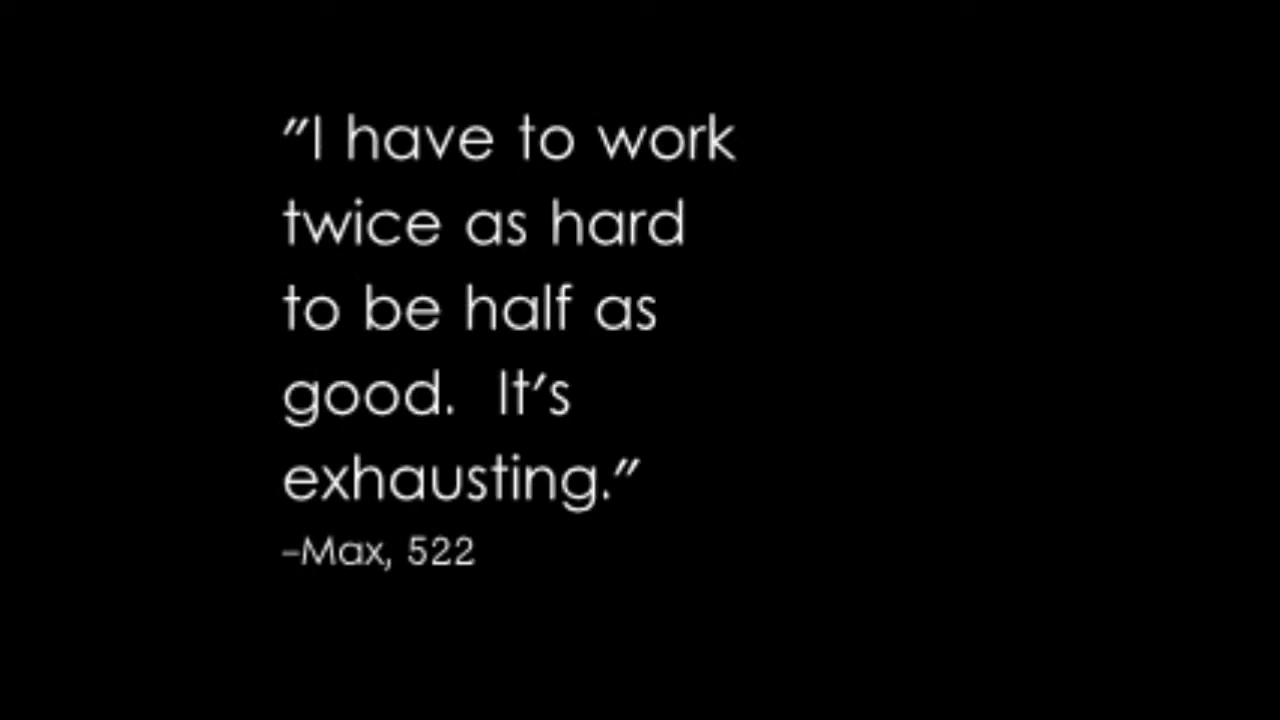 "I have to work
twice as hard
to be half as
good.  It's
exhausting."
–Max, 522